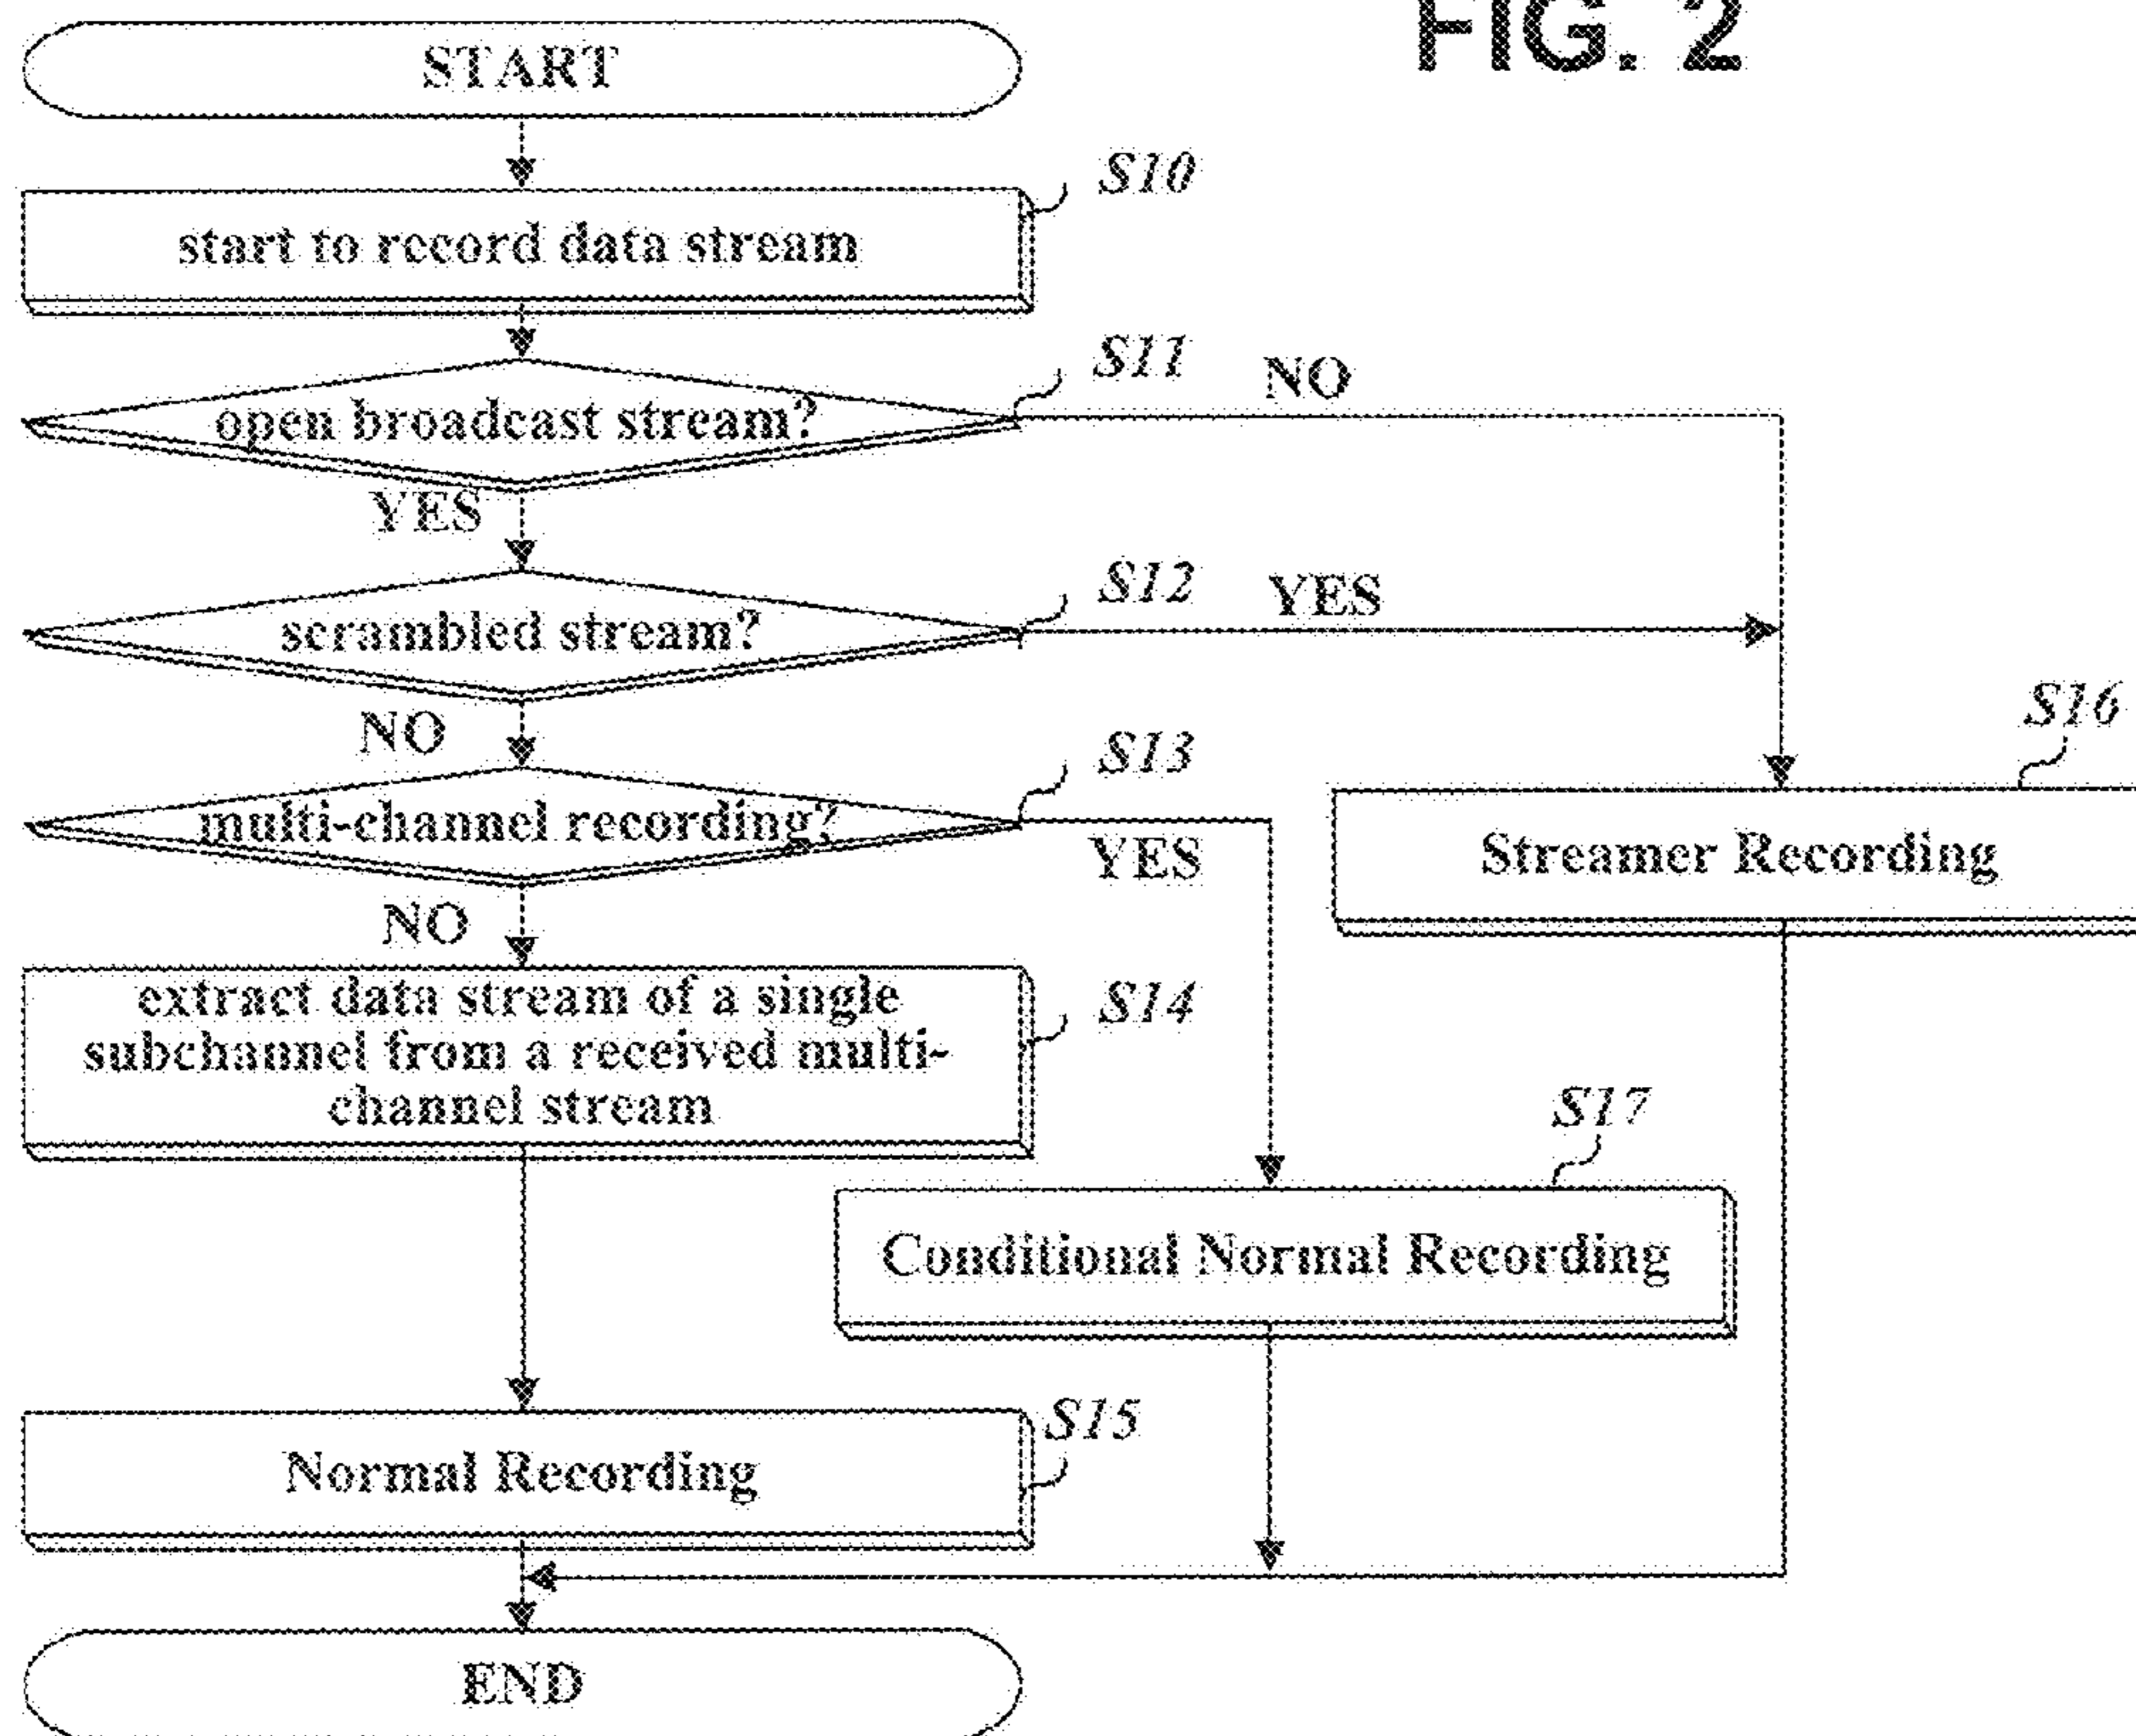 FIG. 2
START
S10
start to record data stream
S11
NO
open broadcast stream?
YES
S12
YES
scrambled stream?
NO
S13
multi-channel recording?
YES
S16
Streamer Recording
NO
S14
extract data stream of a single
subchannel from a received multi-
channel stream
S17
Conditional Normal Recording
S15
Normal Recording
END